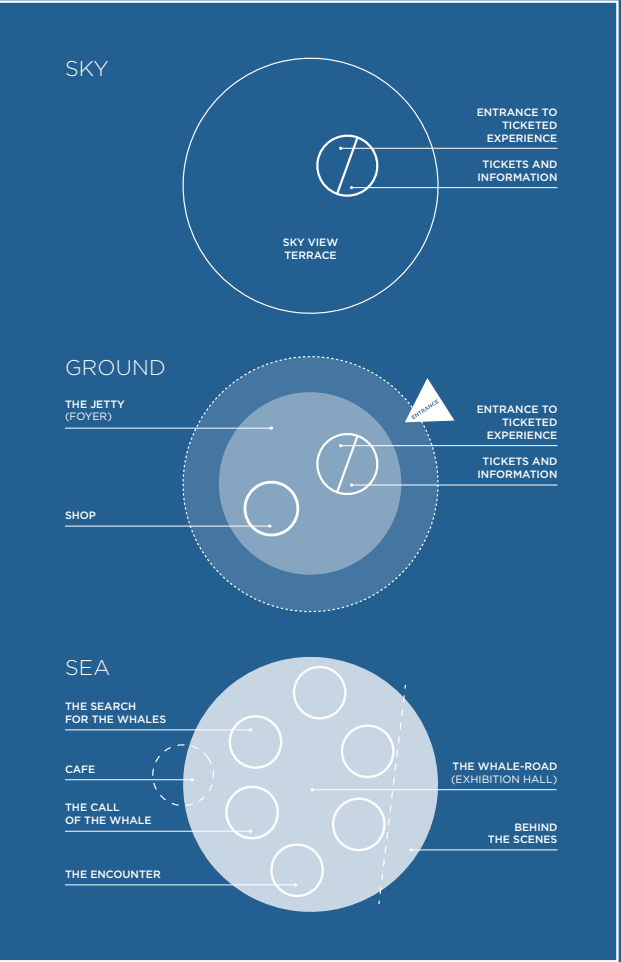 SKY
ENTRANCE TO
TICKETED
EXPERIENCE
TICKETS AND
INFORMATION
SKY VIEW
TERRACE
GROUND
THE JETTY
(FOYER)
ENTRANCE
ENTRANCE TO
TICKETED
EXPERIENCE
TICKETS AND
INFORMATION
SHOP
SEA
THE SEARCH
FOR THE WHALES
CAFE
THE WHALE-ROAD
(EXHIBITION HALL)
THE CALL
OF THE WHALE
BEHIND
THE SCENES
THE ENCOUNTER